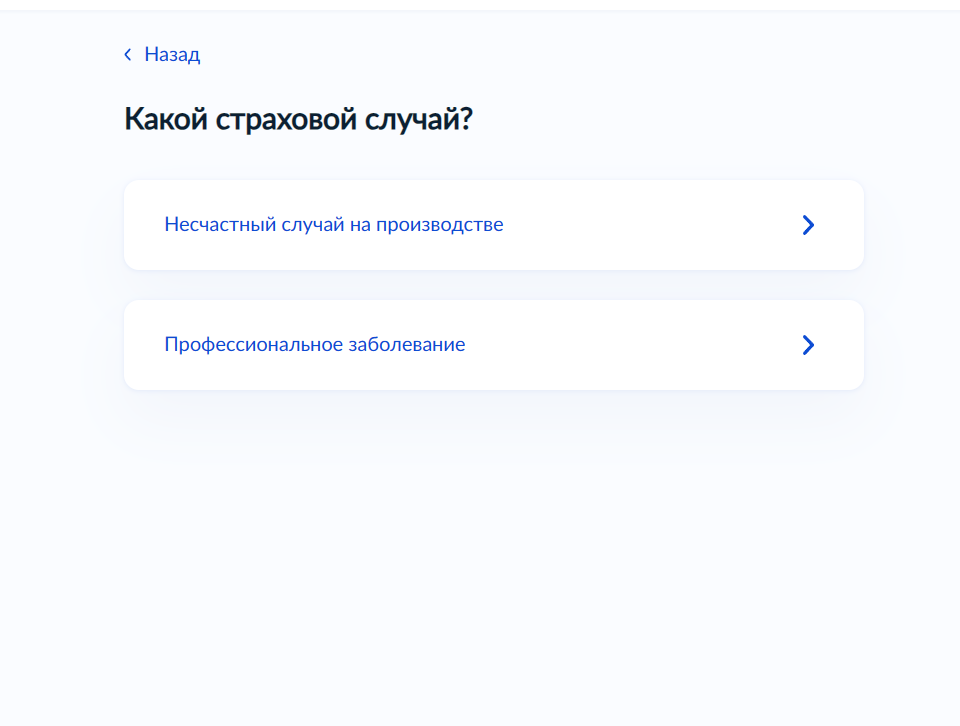 Назад
Какой страховой случай?
Несчастный случай на производстве
Профессиональное заболевание